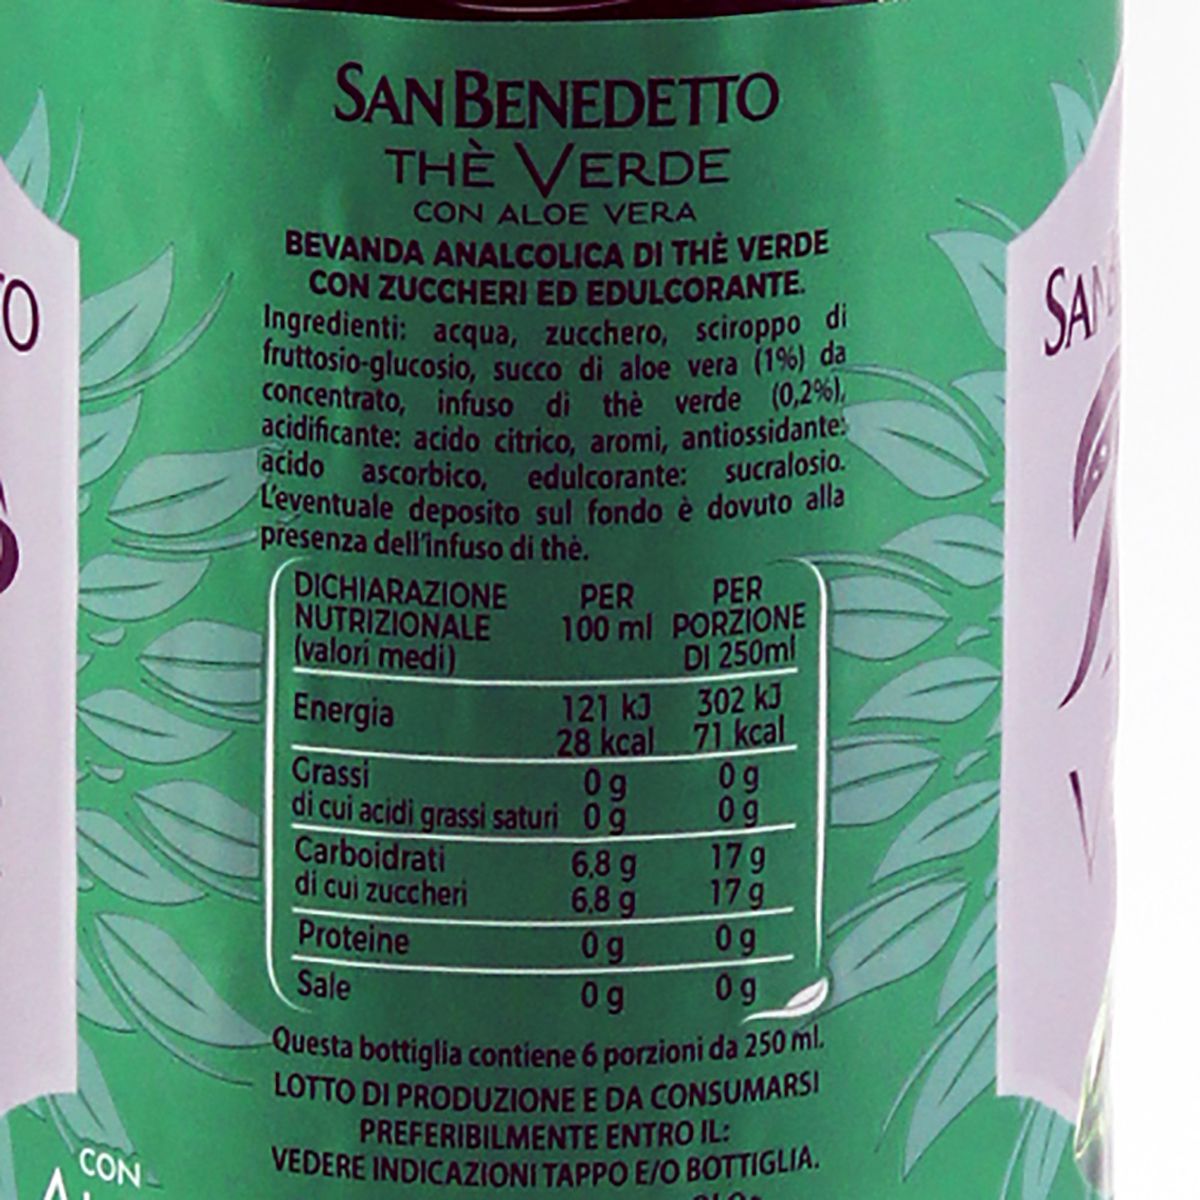 SAN BENEDETTO
THÈ VERDE
CON ALOE VERA
BEVANDA ANALCOLICA DI THÈ VERDE
CON ZUCCHERI ED EDULCORANTE.
Ingredienti: acqua, zucchero, sciroppo di
fruttosio-glucosio, succo di aloe vera (1%) da
concentrato, infuso di thè verde (0,2%),
acidificante: acido citrico, aromi, antiossidante:
acido ascorbico, edulcorante: sucralosio.
L'eventuale deposito sul fondo è dovuto alla
presenza dell'infuso di thè.
DICHIARAZIONE PER PER
NUTRIZIONALE 100 ml PORZIONE
(valori medi) DI 250ml
Energia 121 kJ 302 kJ
28 kcal 71 kcal
Grassi 0 g 0 g
di cui acidi grassi saturi 0 g 0 g
Carboidrati 6,8 g 17 g
di cui zuccheri 6,8 g 17 g
Proteine 0 g 0 g
Sale 0 g 0 g
Questa bottiglia contiene 6 porzioni da 250 ml.
LOTTO DI PRODUZIONE E DA CONSUMARSI
PREFERIBILMENTE ENTRO IL:
VEDERE INDICAZIONI TAPPO E/O BOTTIGLIA.
TO
CON
SAN
V